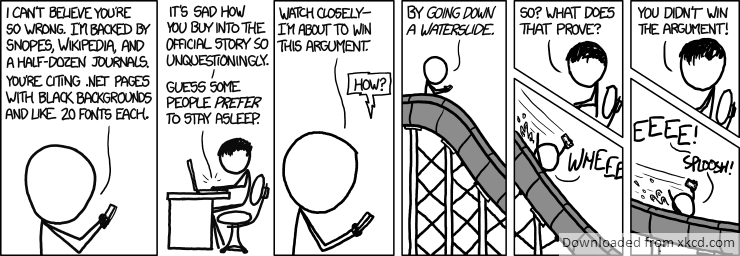 I CAN'T BELIEVE YOU'RE
SO WRONG. I'M BACKED BY
SNOPES, WIKIPEDIA, AND
A HALF-DOZEN JOURNALS.
YOU'RE CITING .NET PAGES
WITH BLACK BACKGROUNDS
AND LIKE 20 FONTS EACH.
IT'S SAD HOW
YOU BUY INTO THE
OFFICIAL STORY SO
UNQUESTIONINGLY.
GUESS SOME
PEOPLE PREFER
TO STAY ASLEEP.
WATCH CLOSELY—
I'M ABOUT TO WIN
THIS ARGUMENT.
HOW?
BY GOING DOWN
A WATERSLIDE.
SO? WHAT DOES
THAT PROVE?
WHEEE
YOU DIDN'T WIN
THE ARGUMENT!
EEEE!
SPLOOSH!
Downloaded from xkcd.com